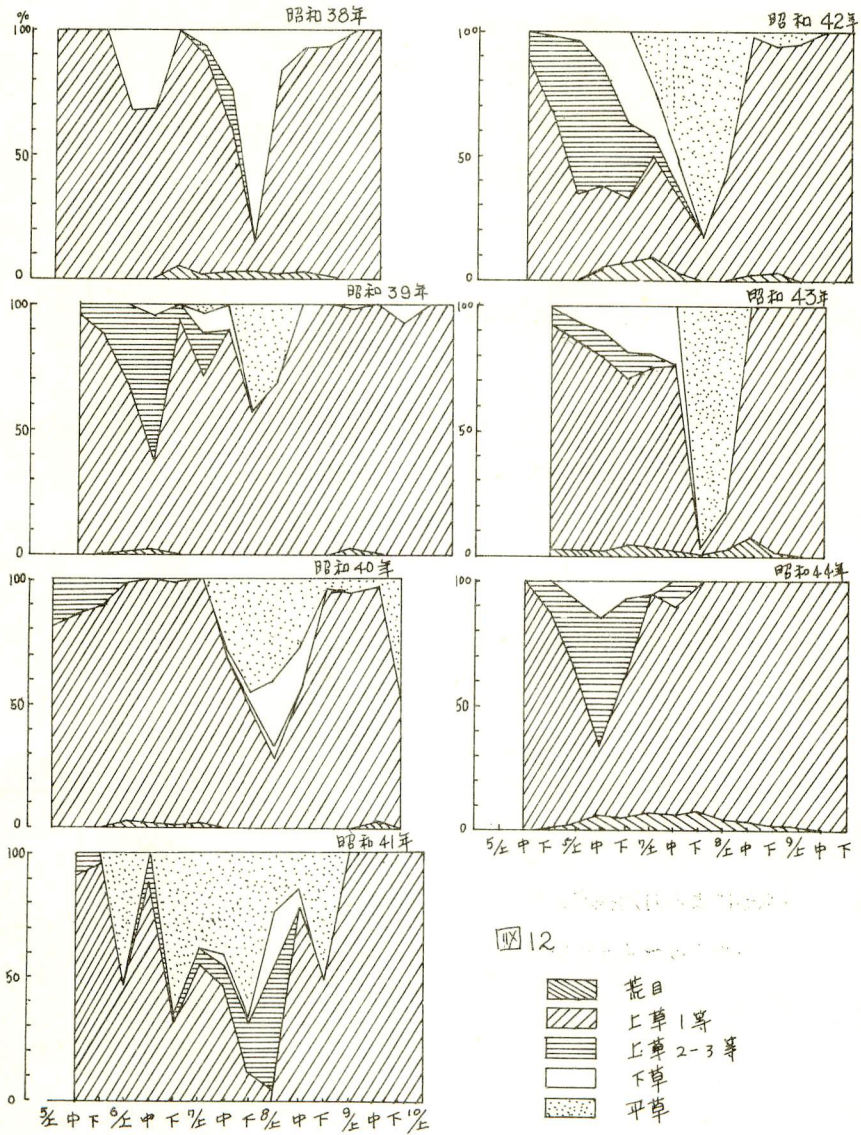 %
昭和38年
100
50
0
昭和42年
100
50
0
昭和39年
100
50
0
昭和43年
100
50
0
昭和40年
100
50
0
昭和44年
100
50
0
5/上 中 下 6/上 中 下 7/上 中 下 8/上 中 下 9/上 中 下
昭和41年
100
50
0
5/上 中 下 6/上 中 下 7/上 中 下 8/上 中 下 9/上 中 下 10/上
図12
荒目
上草1等
上草2-3等
下草
平草